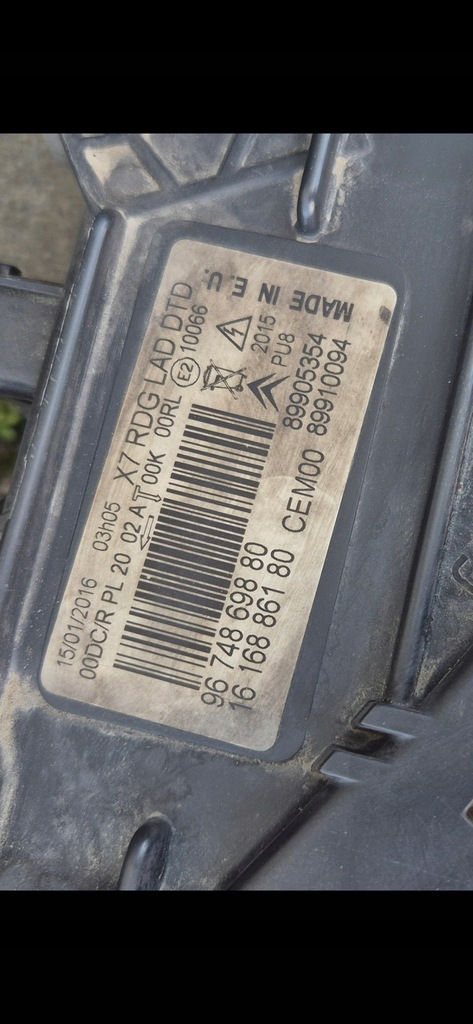 15/01/2016 03h05 X7 RDG LAD DTD
00DC/R PL 20 02 A 00K 00RL E2 10066
2015
PU8
MADE IN E.U.
96 748 698 80 89905354
16 168 861 80 CEM00 89910094